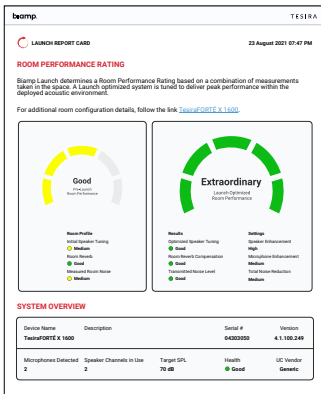 biamp.
TESIRA
LAUNCH REPORT CARD
23 August 2021 07:47 PM
ROOM PERFORMANCE RATING
Biamp Launch determines a Room Performance Rating based on a combination of measurements
taken in the space. A Launch optimized system is tuned to deliver peak performance within the
deployed acoustic environment.
For additional room configuration details, follow the link TesiraFORTÉ X 1600.
Good
Pre-Launch
Room Performance
Room Profile
Initial Speaker Tuning
Medium
Room Reverb
Good
Measured Room Noise
Medium
Extraordinary
Launch Optimized
Room Performance
Results
Optimized Speaker Tuning
Good
Room Reverb Compensation
Good
Transmitted Noise Level
Good
Settings
Speaker Enhancement
High
Microphone Enhancement
Medium
Total Noise Reduction
Medium
SYSTEM OVERVIEW
Device Name Description Serial # Version
TesiraFORTÉ X 1600 04303050 4.1.100.249
Microphones Detected Speaker Channels in Use Target SPL Health UC Vendor
2 2 70 dB Good Generic